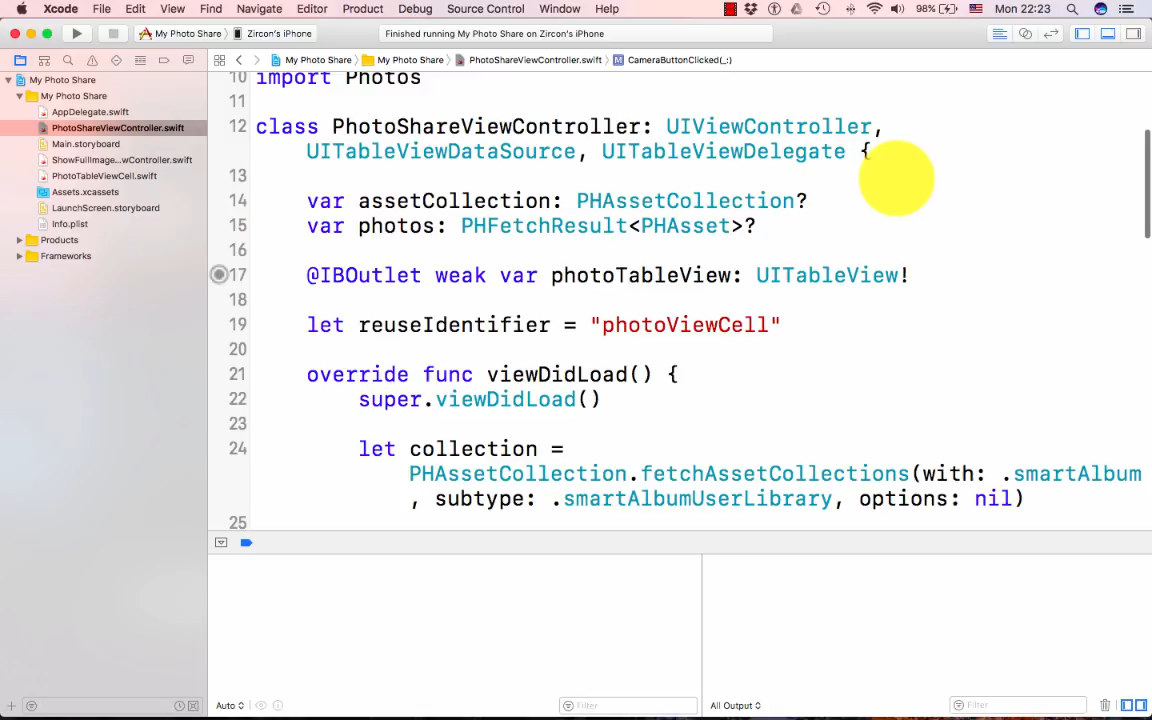 Xcode File Edit View Find Navigate Editor Product Debug Source Control Window Help 98% Mon 22:23
My Photo Share Zircon's iPhone Finished running My Photo Share on Zircon's iPhone
My Photo Share My Photo Share PhotoShareViewController.swift M CameraButtonClicked(_:)
My Photo Share
My Photo Share
AppDelegate.swift
PhotoShareViewController.swift
Main.storyboard
ShowFullImage...wController.swift
PhotoTableViewCell.swift
Assets.xcassets
LaunchScreen.storyboard
Info.plist
Products
Frameworks
10 import Photos
11
12 class PhotoShareViewController: UIViewController,
UITableViewDataSource, UITableViewDelegate {
13
14 var assetCollection: PHAssetCollection?
15 var photos: PHFetchResult<PHAsset>?
16
17 @IBOutlet weak var photoTableView: UITableView!
18
19 let reuseIdentifier = "photoViewCell"
20
21 override func viewDidLoad() {
22 super.viewDidLoad()
23
24 let collection =
PHAssetCollection.fetchAssetCollections(with: .smartAlbum
, subtype: .smartAlbumUserLibrary, options: nil)
25
Auto Filter All Output Filter